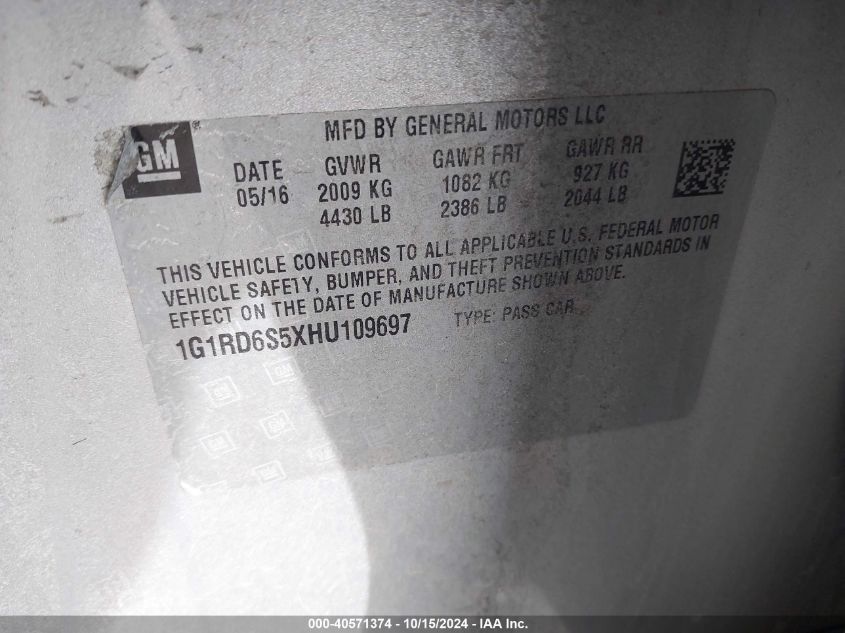 MFD BY GENERAL MOTORS LLC
GM
DATE GVWR GAWR FRT GAWR RR
05/16 2009 KG 1082 KG 927 KG
4430 LB 2386 LB 2044 LB
THIS VEHICLE CONFORMS TO ALL APPLICABLE U.S. FEDERAL MOTOR
VEHICLE SAFETY, BUMPER, AND THEFT PREVENTION STANDARDS IN
EFFECT ON THE DATE OF MANUFACTURE SHOWN ABOVE.
1G1RD6S5XHU109697 TYPE: PASS CAR
000-40571374 - 10/15/2024 - IAA Inc.